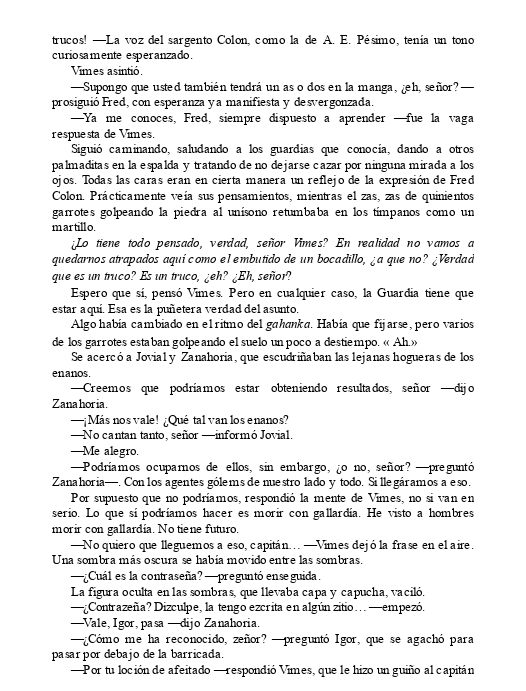 trucos! —La voz del sargento Colon, como la de A. E. Pésimo, tenía un tono
curiosamente esperanzado.
Vimes asintió.
—Supongo que usted también tendrá un as o dos en la manga, ¿eh, señor? —
prosiguió Fred, con esperanza ya manifiesta y desvergonzada.
—Ya me conoces, Fred, siempre dispuesto a aprender —fue la vaga
respuesta de Vimes.
Siguió caminando, saludando a los guardias que conocía, dando a otros
palmaditas en la espalda y tratando de no dejarse cazar por ninguna mirada a los
ojos. Todas las caras eran en cierta manera un reflejo de la expresión de Fred
Colon. Prácticamente veía sus pensamientos, mientras el zas, zas de quinientos
garrotes golpeando la piedra al unísono retumbaba en los tímpanos como un
martillo.
¿Lo tiene todo pensado, verdad, señor Vimes? En realidad no vamos a
quedarnos atrapados aquí como el embutido de un bocadillo, ¿a que no? ¿Verdad
que es un truco? Es un truco, ¿eh? ¿Eh, señor?
Espero que sí, pensó Vimes. Pero en cualquier caso, la Guardia tiene que
estar aquí. Esa es la puñetera verdad del asunto.
Algo había cambiado en el ritmo del gahanka. Había que fijarse, pero varios
de los garrotes estaban golpeando el suelo un poco a destiempo. « Ah.»
Se acercó a Jovial y Zanahoria, que escudriñaban las lejanas hogueras de los
enanos.
—Creemos que podríamos estar obteniendo resultados, señor —dijo
Zanahoria.
—¡Más nos vale! ¿Qué tal van los enanos?
—No cantan tanto, señor —informó Jovial.
—Me alegro.
—Podríamos ocuparnos de ellos, sin embargo, ¿o no, señor? —preguntó
Zanahoria—. Con los agentes gólems de nuestro lado y todo. Si llegáramos a eso.
Por supuesto que no podríamos, respondió la mente de Vimes, no si van en
serio. Lo que sí podríamos hacer es morir con gallardía. He visto a hombres
morir con gallardía. No tiene futuro.
—No quiero que lleguemos a eso, capitán… —Vimes dejó la frase en el aire.
Una sombra más oscura se había movido entre las sombras.
—¿Cuál es la contraseña? —preguntó enseguida.
La figura oculta en las sombras, que llevaba capa y capucha, vaciló.
—¿Contrazeña? Dizculpe, la tengo ezcrita en algún zitio… —empezó.
—Vale, Igor, pasa —dijo Zanahoria.
—¿Cómo me ha reconocido, zeñor? —preguntó Igor, que se agachó para
pasar por debajo de la barricada.
—Por tu loción de afeitado —respondió Vimes, que le hizo un guiño al capitán